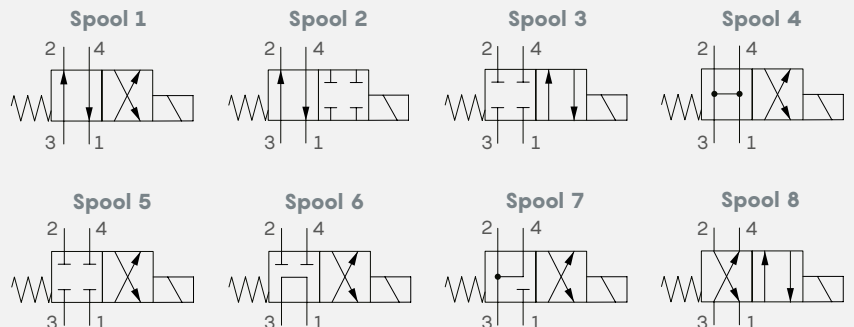 Spool 1 Spool 2 Spool 3 Spool 4
2 4 2 4 2 4 2 4
3 1 3 1 3 1 3 1
Spool 5 Spool 6 Spool 7 Spool 8
2 4 2 4 2 4 2 4
3 1 3 1 3 1 3 1